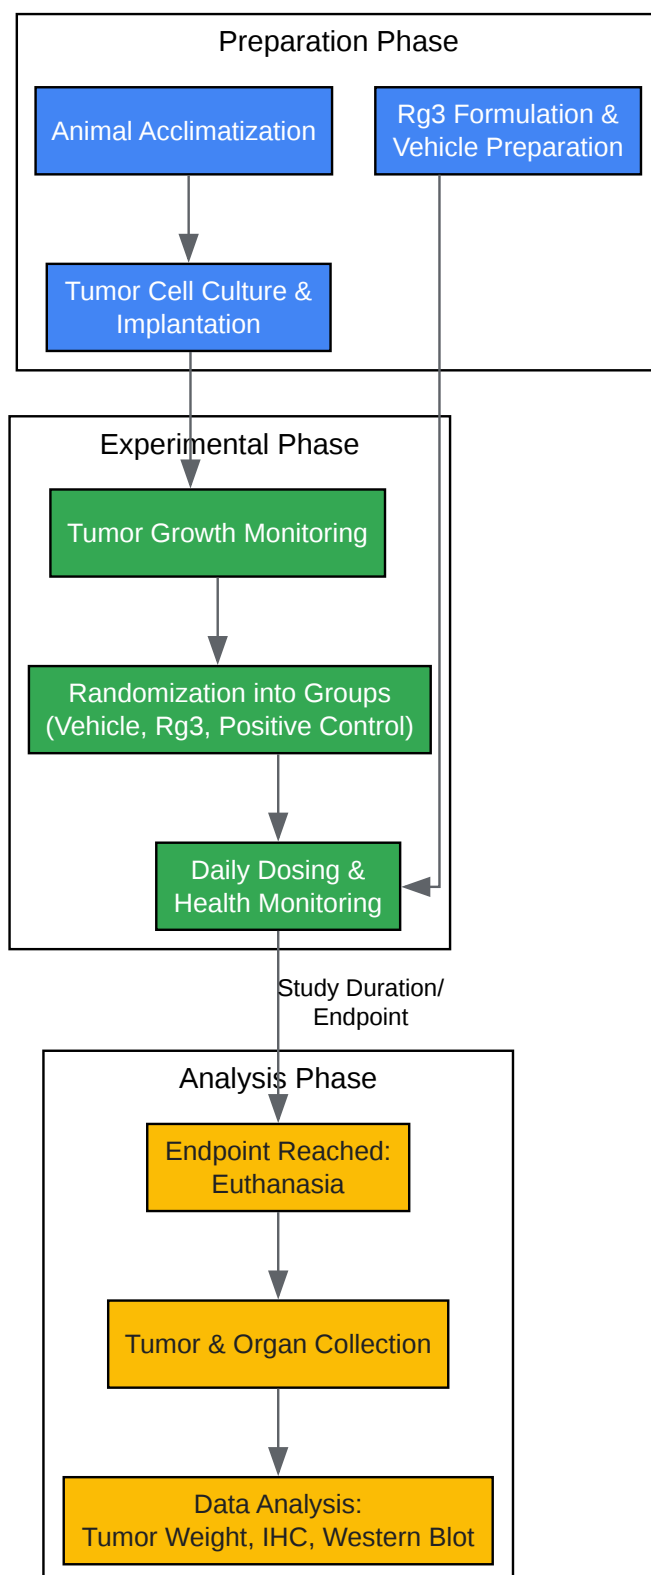 Preparation Phase
Animal Acclimatization
Rg3 Formulation &
Vehicle Preparation
Tumor Cell Culture &
Implantation
Experimental Phase
Tumor Growth Monitoring
Randomization into Groups
(Vehicle, Rg3, Positive Control)
Daily Dosing &
Health Monitoring
Study Duration/
Endpoint
Analysis Phase
Endpoint Reached:
Euthanasia
Tumor & Organ Collection
Data Analysis:
Tumor Weight, IHC, Western Blot